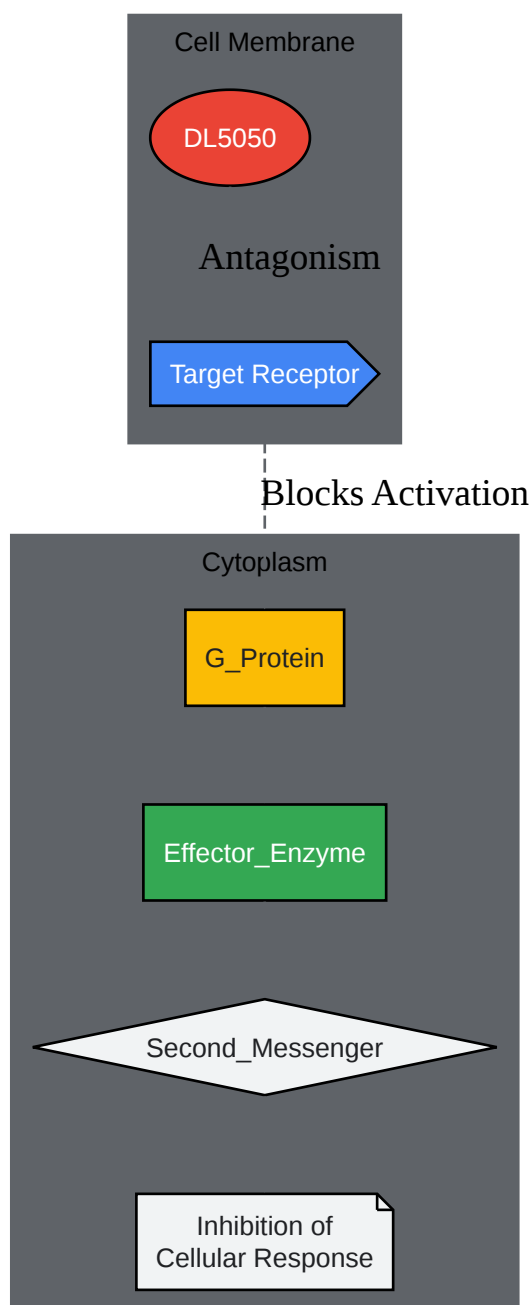 Cell Membrane
DL5050
Antagonism
Target Receptor
Blocks Activation
Cytoplasm
G_Protein
Effector_Enzyme
Second_Messenger
Inhibition of
Cellular Response